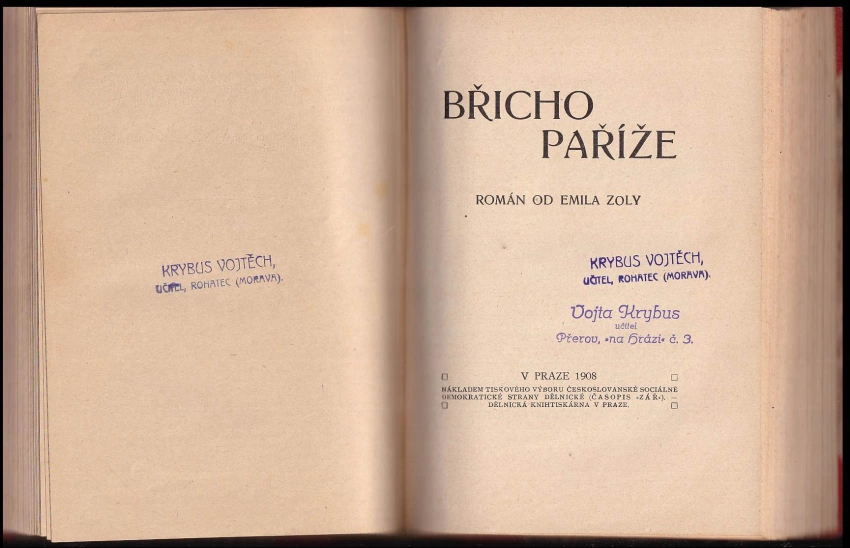 KRYBUS VOJTĚCH,
UČITEL, ROHATEC (MORAVA).
BŘICHO
PAŘÍŽE
ROMÁN OD EMILA ZOLY
KRYBUS VOJTĚCH,
UČITEL, ROHATEC (MORAVA).
Vojta Krybus
učitel
Přerov, »na Hrázi« č. 3.
V PRAZE 1908
NÁKLADEM TISKOVÉHO VÝBORU ČESKOSLOVANSKÉ SOCIÁLNĚ
DEMOKRATICKÉ STRANY DĚLNICKÉ (ČASOPIS »ZÁŘ«). —
DĚLNICKÁ KNIHTISKÁRNA V PRAZE.